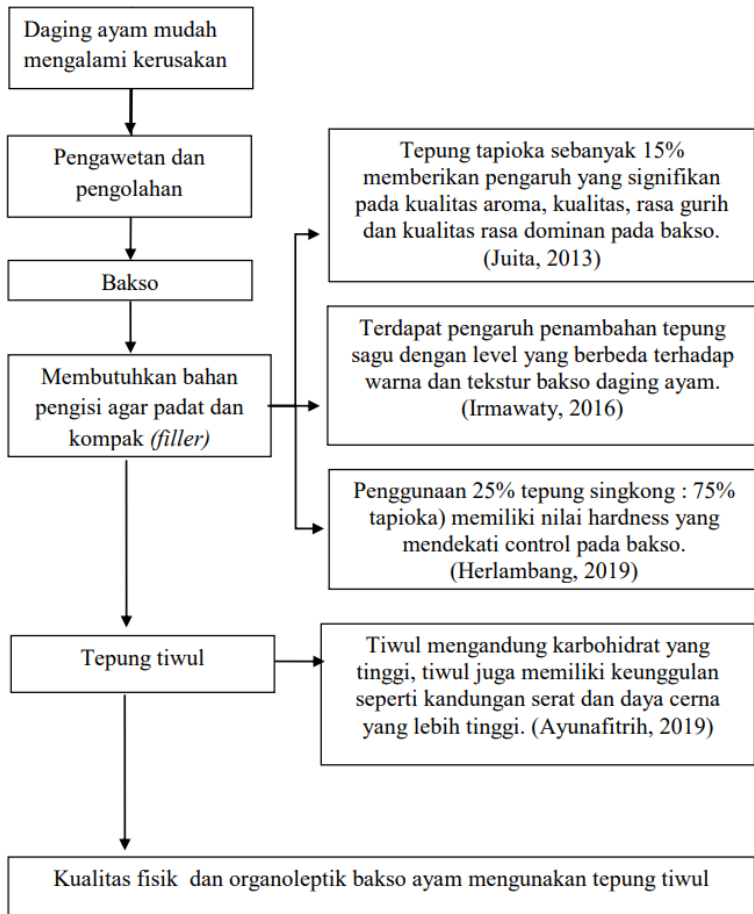 Daging ayam mudah
mengalami kerusakan
Pengawetan dan
pengolahan
Bakso
Membutuhkan bahan
pengisi agar padat dan
kompak (filler)
Tepung tapioka sebanyak 15%
memberikan pengaruh yang signifikan
pada kualitas aroma, kualitas, rasa gurih
dan kualitas rasa dominan pada bakso.
(Juita, 2013)
Terdapat pengaruh penambahan tepung
sagu dengan level yang berbeda terhadap
warna dan tekstur bakso daging ayam.
(Irmawaty, 2016)
Penggunaan 25% tepung singkong : 75%
tapioka) memiliki nilai hardness yang
mendekati control pada bakso.
(Herlambang, 2019)
Tepung tiwul
Tiwul mengandung karbohidrat yang
tinggi, tiwul juga memiliki keunggulan
seperti kandungan serat dan daya cerna
yang lebih tinggi. (Ayunafitrih, 2019)
Kualitas fisik dan organoleptik bakso ayam mengunakan tepung tiwul